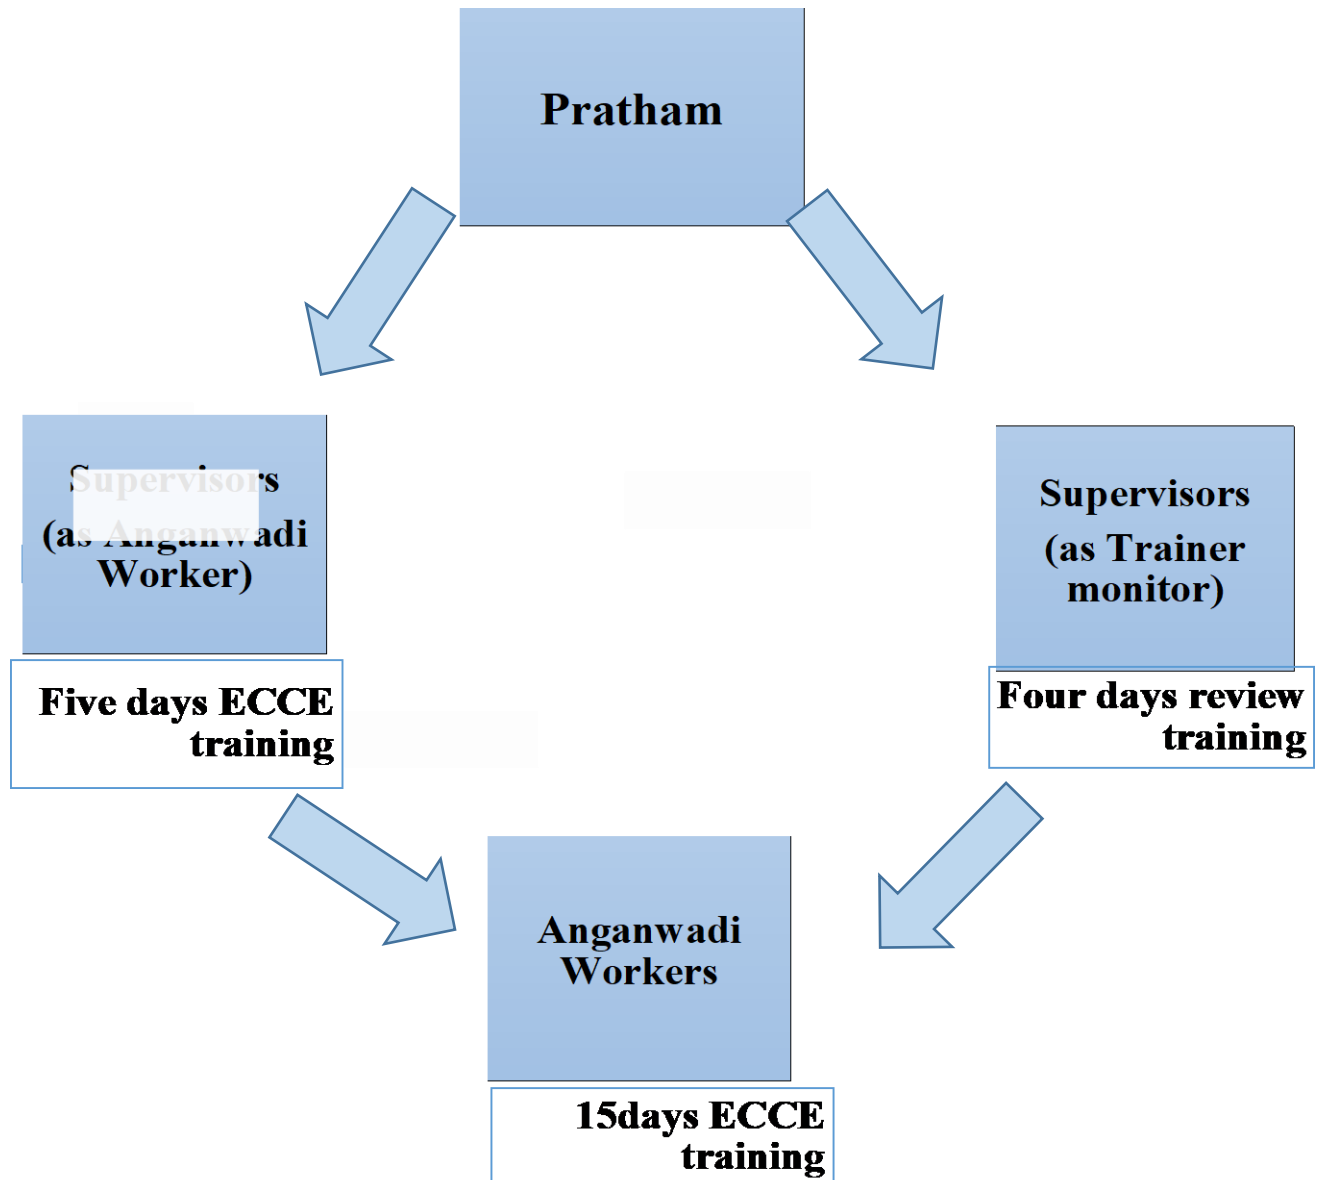 Pratham
Supervisors
(as Anganwadi
Worker)
Supervisors
(as Trainer
monitor)
Five days ECCE
training
Four days review
training
Anganwadi
Workers
15days ECCE
training